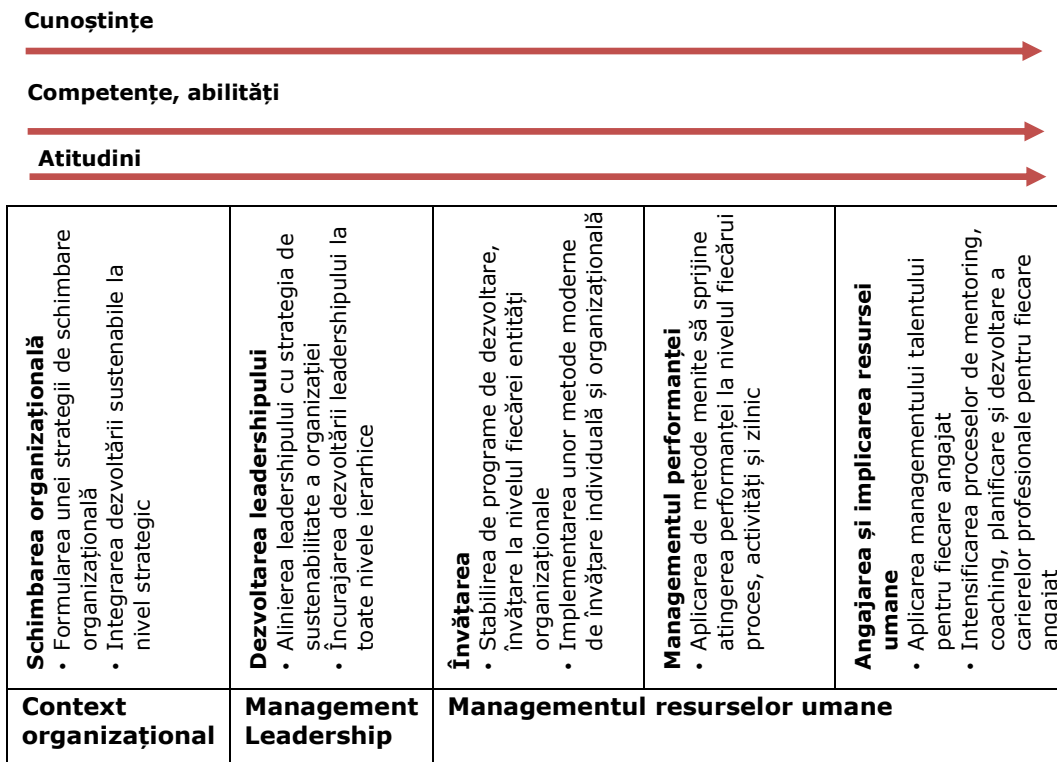 Cunoștințe
Competențe, abilități
Atitudini
Schimbarea organizațională
• Formularea unei strategii de schimbare
organizațională
• Integrarea dezvoltării sustenabile la
nivel strategic
Dezvoltarea leadershipului
• Alinierea leadershipului cu strategia de
sustenabilitate a organizației
• Încurajarea dezvoltării leadershipului la
toate nivele ierarhice
Învățarea
• Stabilirea de programe de dezvoltare,
învățare la nivelul fiecărei entități
organizaționale
• Implementarea unor metode moderne
de învățare individuală și organizațională
Managementul performanței
• Aplicarea de metode menite să sprijine
atingerea performanței la nivelul fiecărui
proces, activități și zilnic
Angajarea și implicarea resursei
umane
• Aplicarea managementului talentului
pentru fiecare angajat
• Intensificarea proceselor de mentoring,
coaching, planificare și dezvoltare a
carierelor profesionale pentru fiecare
angajat
Context
organizațional
Management
Leadership
Managementul resurselor umane